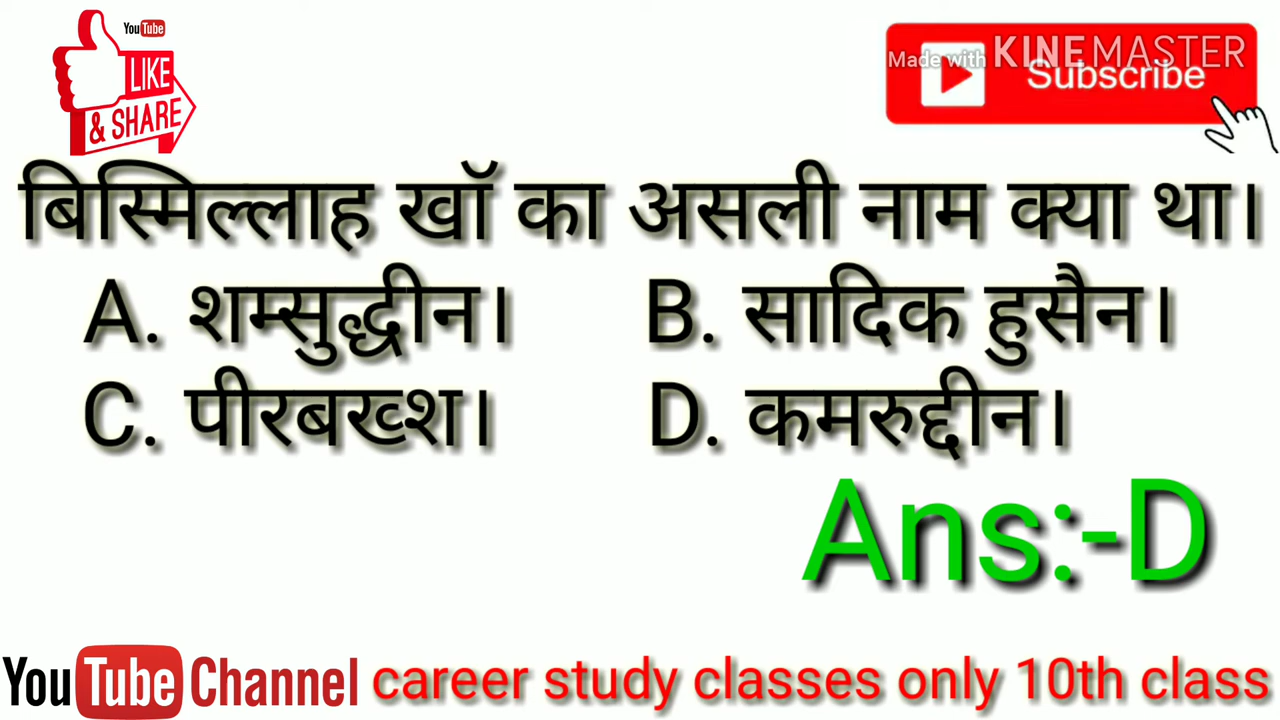 YouTube
LIKE
& SHARE
Made with KINEMASTER
Subscribe
बिस्मिल्लाह खॉ का असली नाम क्या था।
A. शम्सुद्धीन। B. सादिक हुसैन।
C. पीरबख्श। D. कमरुद्दीन।
Ans:-D
YouTube Channel career study classes only 10th class